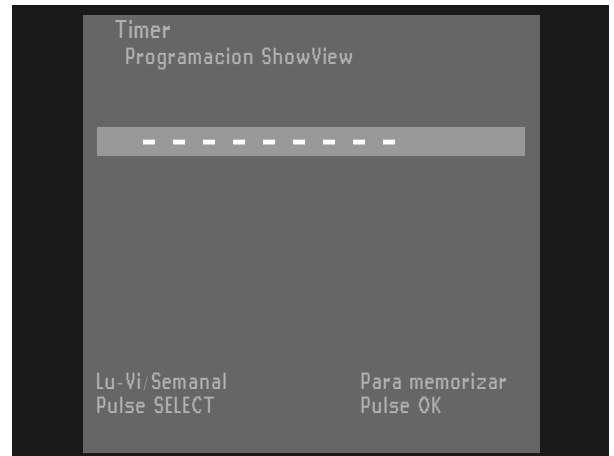 Timer
Programacion ShowView
- - - - - - - - -
Lu-Vi/Semanal
Pulse SELECT
Para memorizar
Pulse OK